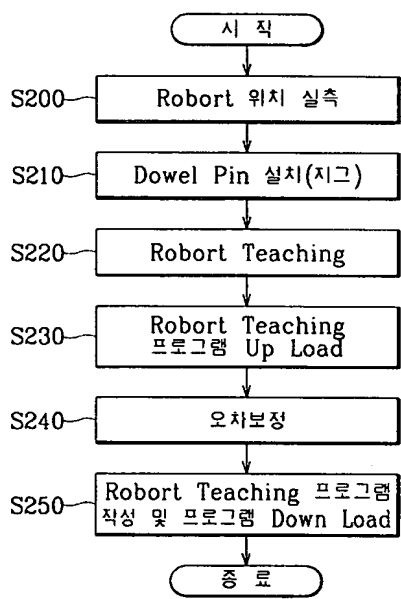 시 작
S200 Robort 위치 실측
S210 Dowel Pin 설치(지그)
S220 Robort Teaching
Robort Teaching
S230 프로그램 Up Load
S240 오차보정
Robort Teaching 프로그램
S250 작성 및 프로그램 Down Load
종 료